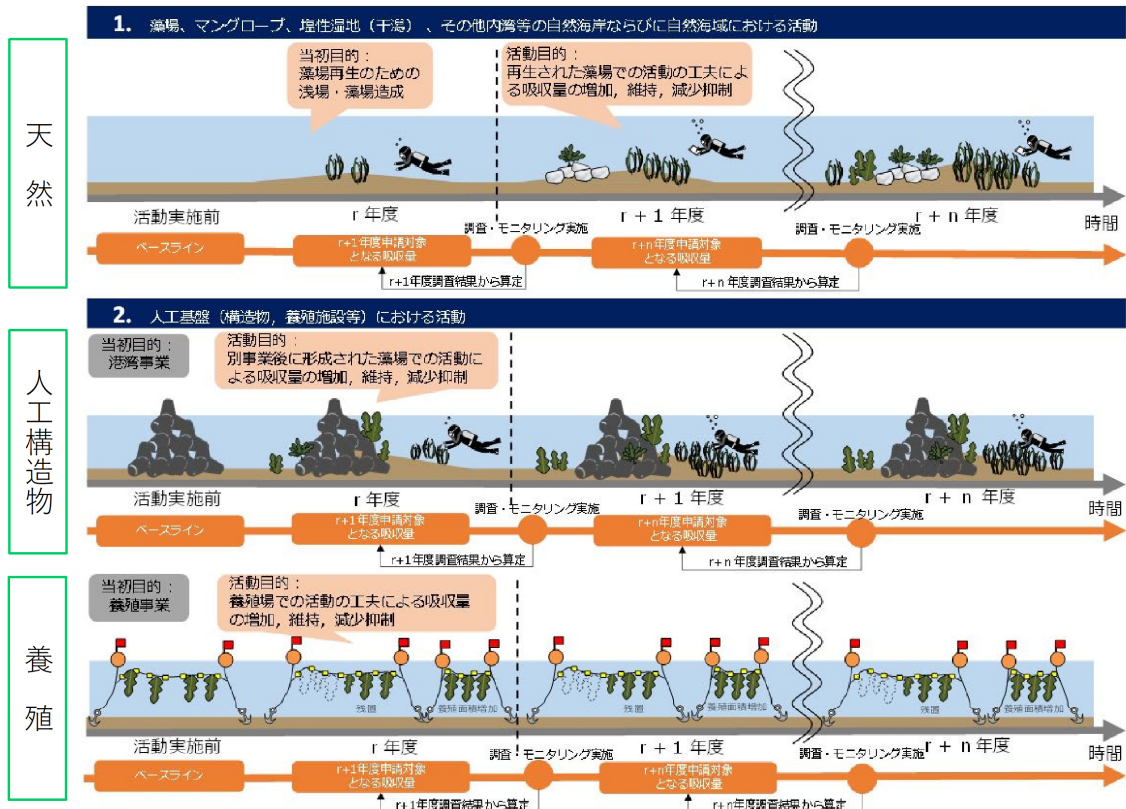 天然
1. 藻場、マングローブ、塩性湿地（干潟）、その他内湾等の自然海岸ならびに自然海域における活動
当初目的：
藻場再生のための
浅場・藻場造成
活動目的：
再生された藻場での活動の工夫によ
る吸収量の増加，維持，減少抑制
活動実施前
r 年度
r + 1 年度
r + n 年度
時間
調査・モニタリング実施
調査・モニタリング実施
ベースライン
r+1年度申請対象
となる吸収量
r+n年度申請対象
となる吸収量
r+1年度調査結果から算定
r+n 年度調査結果から算定
2. 人工基盤（構造物，養殖施設等）における活動
人工構造物
当初目的：
港湾事業
活動目的：
別事業後に形成された藻場での活動に
よる吸収量の増加，維持，減少抑制
活動実施前
r 年度
r + 1 年度
r + n 年度
時間
調査・モニタリング実施
調査・モニタリング実施
ベースライン
r+1年度申請対象
となる吸収量
r+n年度申請対象
となる吸収量
r+1年度調査結果から算定
r+n 年度調査結果から算定
養殖
当初目的：
養殖事業
活動目的：
養殖場での活動の工夫による吸収量
の増加，維持，減少抑制
残置
養殖面積増加
残置
養殖面積増加
残置
養殖面積増加
活動実施前
r 年度
r + 1 年度
r + n 年度
時間
調査・モニタリング実施
調査・モニタリング実施
ベースライン
r+1年度申請対象
となる吸収量
r+n年度申請対象
となる吸収量
r+1年度調査結果から算定
r+n年度調査結果から算定